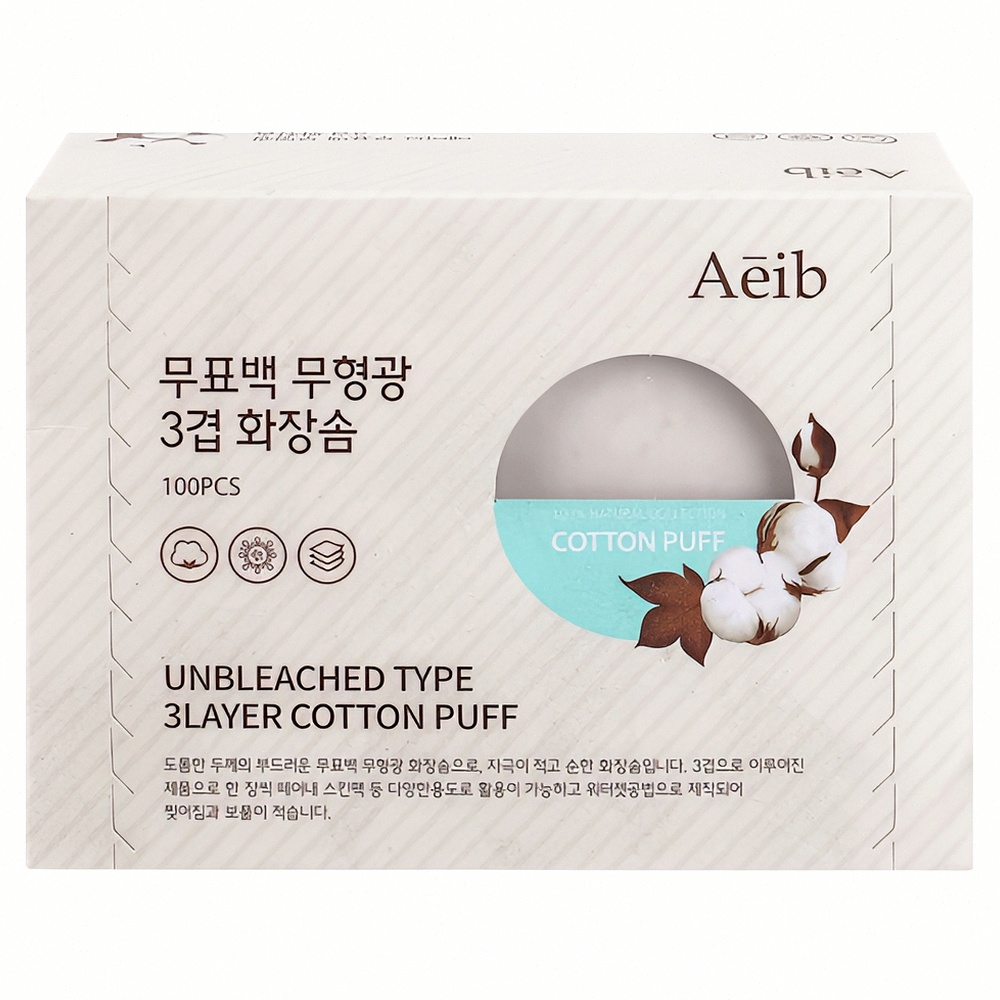 Aēib
Aēib
무표백 무형광
3겹 화장솜
100PCS
COTTON PUFF
UNBLEACHED TYPE
3LAYER COTTON PUFF
도톰한 두께의 부드러운 무표백 무형광 화장솜으로, 자극이 적고 순한 화장솜입니다. 3겹으로 이루어진
제품으로 한 장씩 떼어내 스킨팩 등 다양한용도로 활용이 가능하고 워터젯공법으로 제작되어
찢어짐과 보풀이 적습니다.